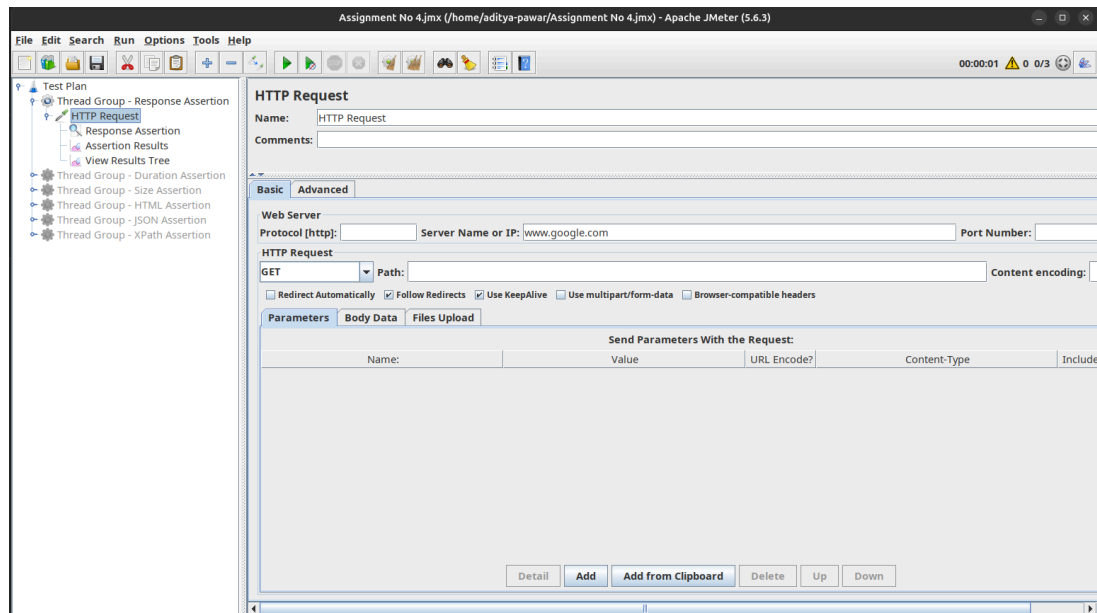 Assignment No 4.jmx (/home/aditya-pawar/Assignment No 4.jmx) - Apache JMeter (5.6.3)
File Edit Search Run Options Tools Help
00:00:01 0 0/3
Test Plan
Thread Group - Response Assertion
HTTP Request
Response Assertion
Assertion Results
View Results Tree
Thread Group - Duration Assertion
Thread Group - Size Assertion
Thread Group - HTML Assertion
Thread Group - JSON Assertion
Thread Group - XPath Assertion
HTTP Request
Name: HTTP Request
Comments:
Basic Advanced
Web Server
Protocol [http]: Server Name or IP: www.google.com Port Number:
HTTP Request
GET Path: Content encoding:
Redirect Automatically Follow Redirects Use KeepAlive Use multipart/form-data Browser-compatible headers
Parameters Body Data Files Upload
Send Parameters With the Request:
Name: Value URL Encode? Content-Type Include
Detail Add Add from Clipboard Delete Up Down